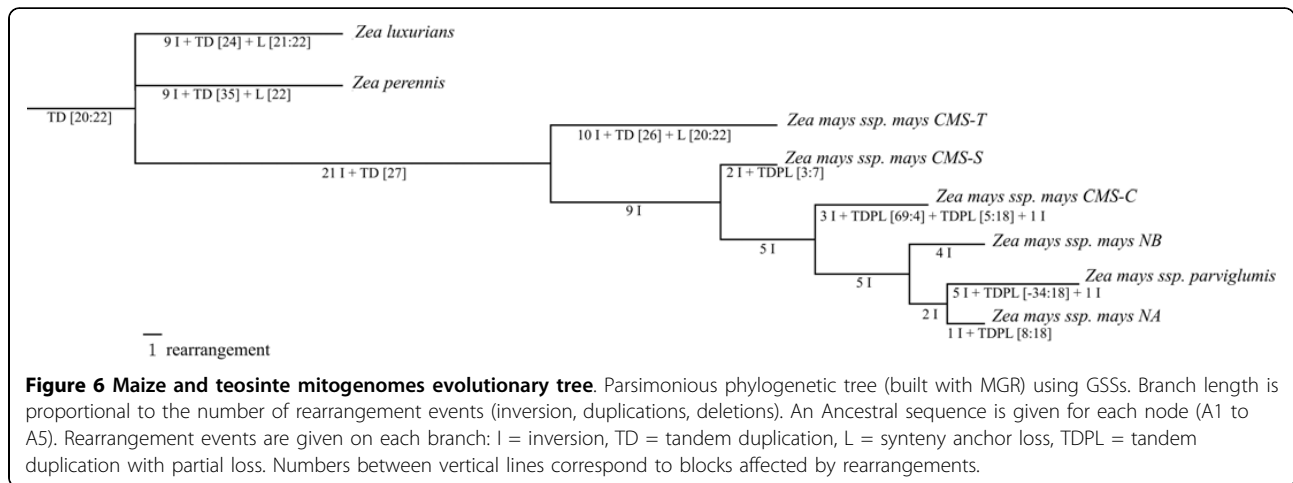 Zea luxurians
9 I + TD [24] + L [21:22]
Zea perennis
9 I + TD [35] + L [22]
TD [20:22]
Zea mays ssp. mays CMS-T
10 I + TD [26] + L [20:22]
Zea mays ssp. mays CMS-S
21 I + TD [27]
2 I + TDPL [3:7]
Zea mays ssp. mays CMS-C
9 I
3 I + TDPL [69:4] + TDPL [5:18] + 1 I
Zea mays ssp. mays NB
5 I
4 I
Zea mays ssp. parviglumis
5 I
5 I + TDPL [-34:18] + 1 I
2 I
Zea mays ssp. mays NA
1 I + TDPL [8:18]
1 rearrangement
Figure 6 Maize and teosinte mitogenomes evolutionary tree. Parsimonious phylogenetic tree (built with MGR) using GSSs. Branch length is
proportional to the number of rearrangement events (inversion, duplications, deletions). An Ancestral sequence is given for each node (A1 to
A5). Rearrangement events are given on each branch: I = inversion, TD = tandem duplication, L = synteny anchor loss, TDPL = tandem
duplication with partial loss. Numbers between vertical lines correspond to blocks affected by rearrangements.